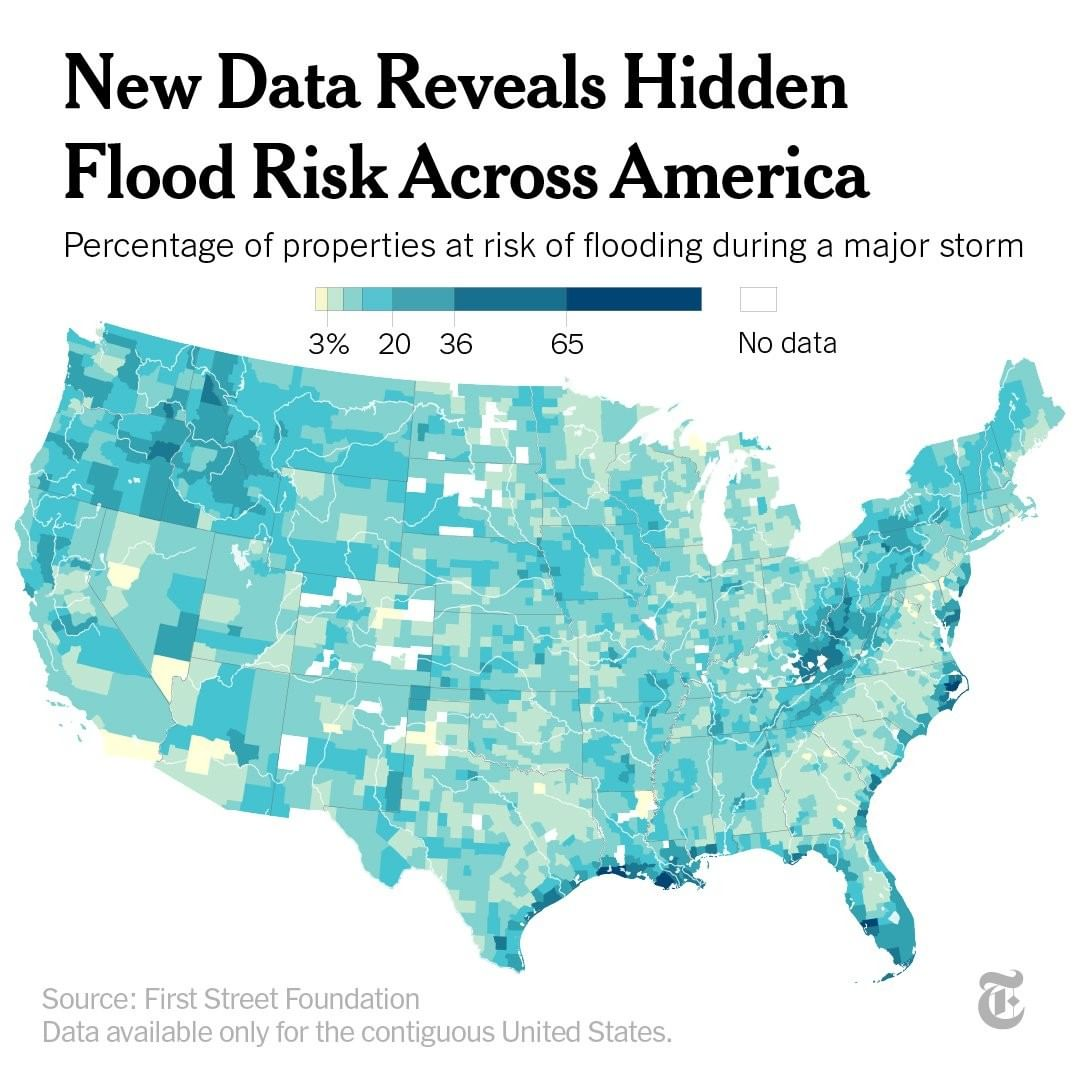 New Data Reveals Hidden
Flood Risk Across America
Percentage of properties at risk of flooding during a major storm
3% 20 36 65 No data
Source: First Street Foundation
Data available only for the contiguous United States.
T